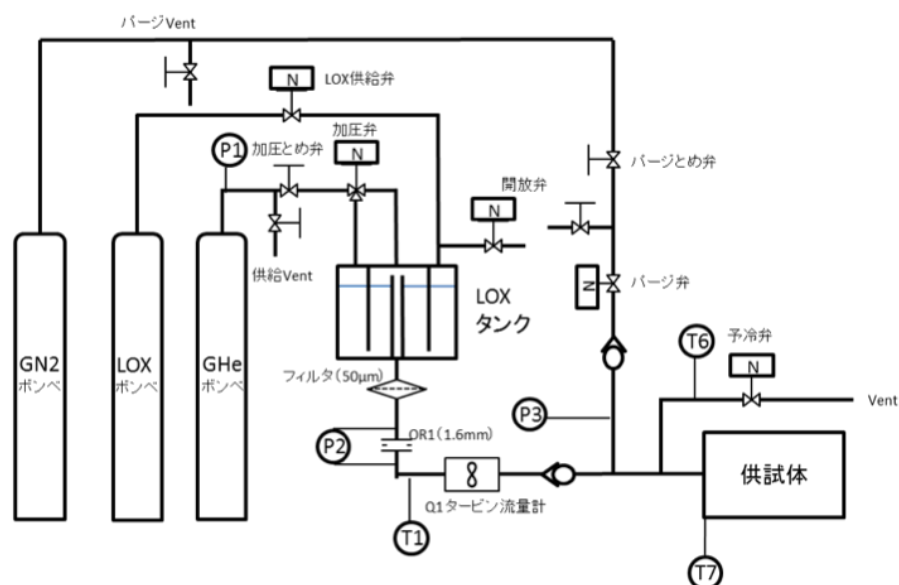 パージVent
N
LOX供給弁
P1
加圧とめ弁
加圧弁
N
パージとめ弁
開放弁
N
供給Vent
N
パージ弁
GN2
ボンベ
LOX
ボンベ
GHe
ボンベ
LOX
タンク
T6
予冷弁
N
フィルタ(50μm)
Vent
P3
P2
OR1(1.6mm)
供試体
Q1タービン流量計
T1
T7